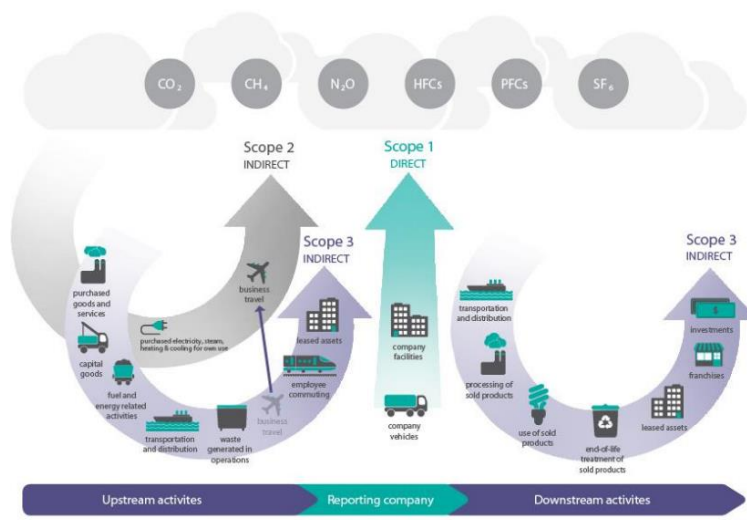 CO₂
CH₄
N₂O
HFCs
PFCs
SF₆
Scope 2
INDIRECT
Scope 1
DIRECT
Scope 3
INDIRECT
Scope 3
INDIRECT
purchased
goods and
services
capital
goods
fuel and
energy related
activities
purchased electricity, steam,
heating & cooling for own use
transportation
and distribution
waste
generated in
operations
business
travel
business
travel
employee
commuting
leased assets
company
facilities
company
vehicles
transportation
and distribution
processing of
sold products
use of sold
products
end-of-life
treatment of
sold products
leased assets
franchises
investments
$
Upstream activites
Reporting company
Downstream activites